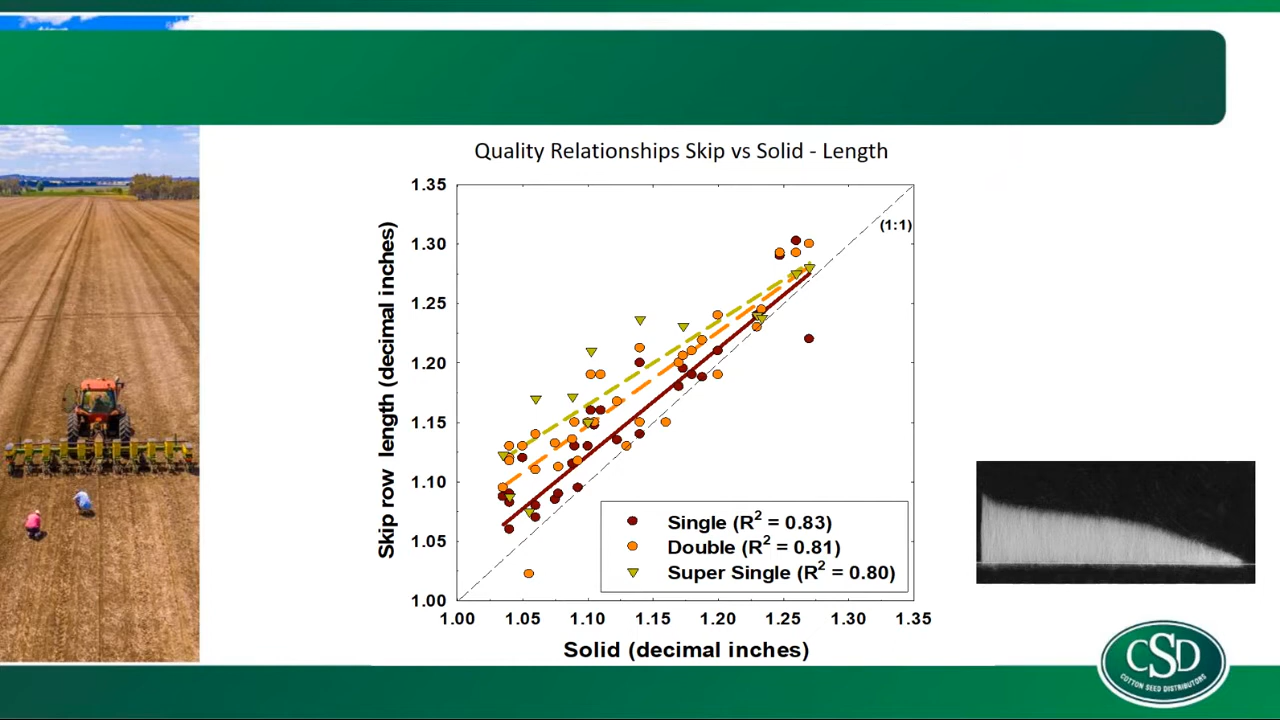 Quality Relationships Skip vs Solid - Length
Skip row length (decimal inches)
1.35
1.30
1.25
1.20
1.15
1.10
1.05
1.00
(1:1)
Single (R² = 0.83)
Double (R² = 0.81)
Super Single (R² = 0.80)
1.00 1.05 1.10 1.15 1.20 1.25 1.30 1.35
Solid (decimal inches)
CSD
COTTON SEED DISTRIBUTORS